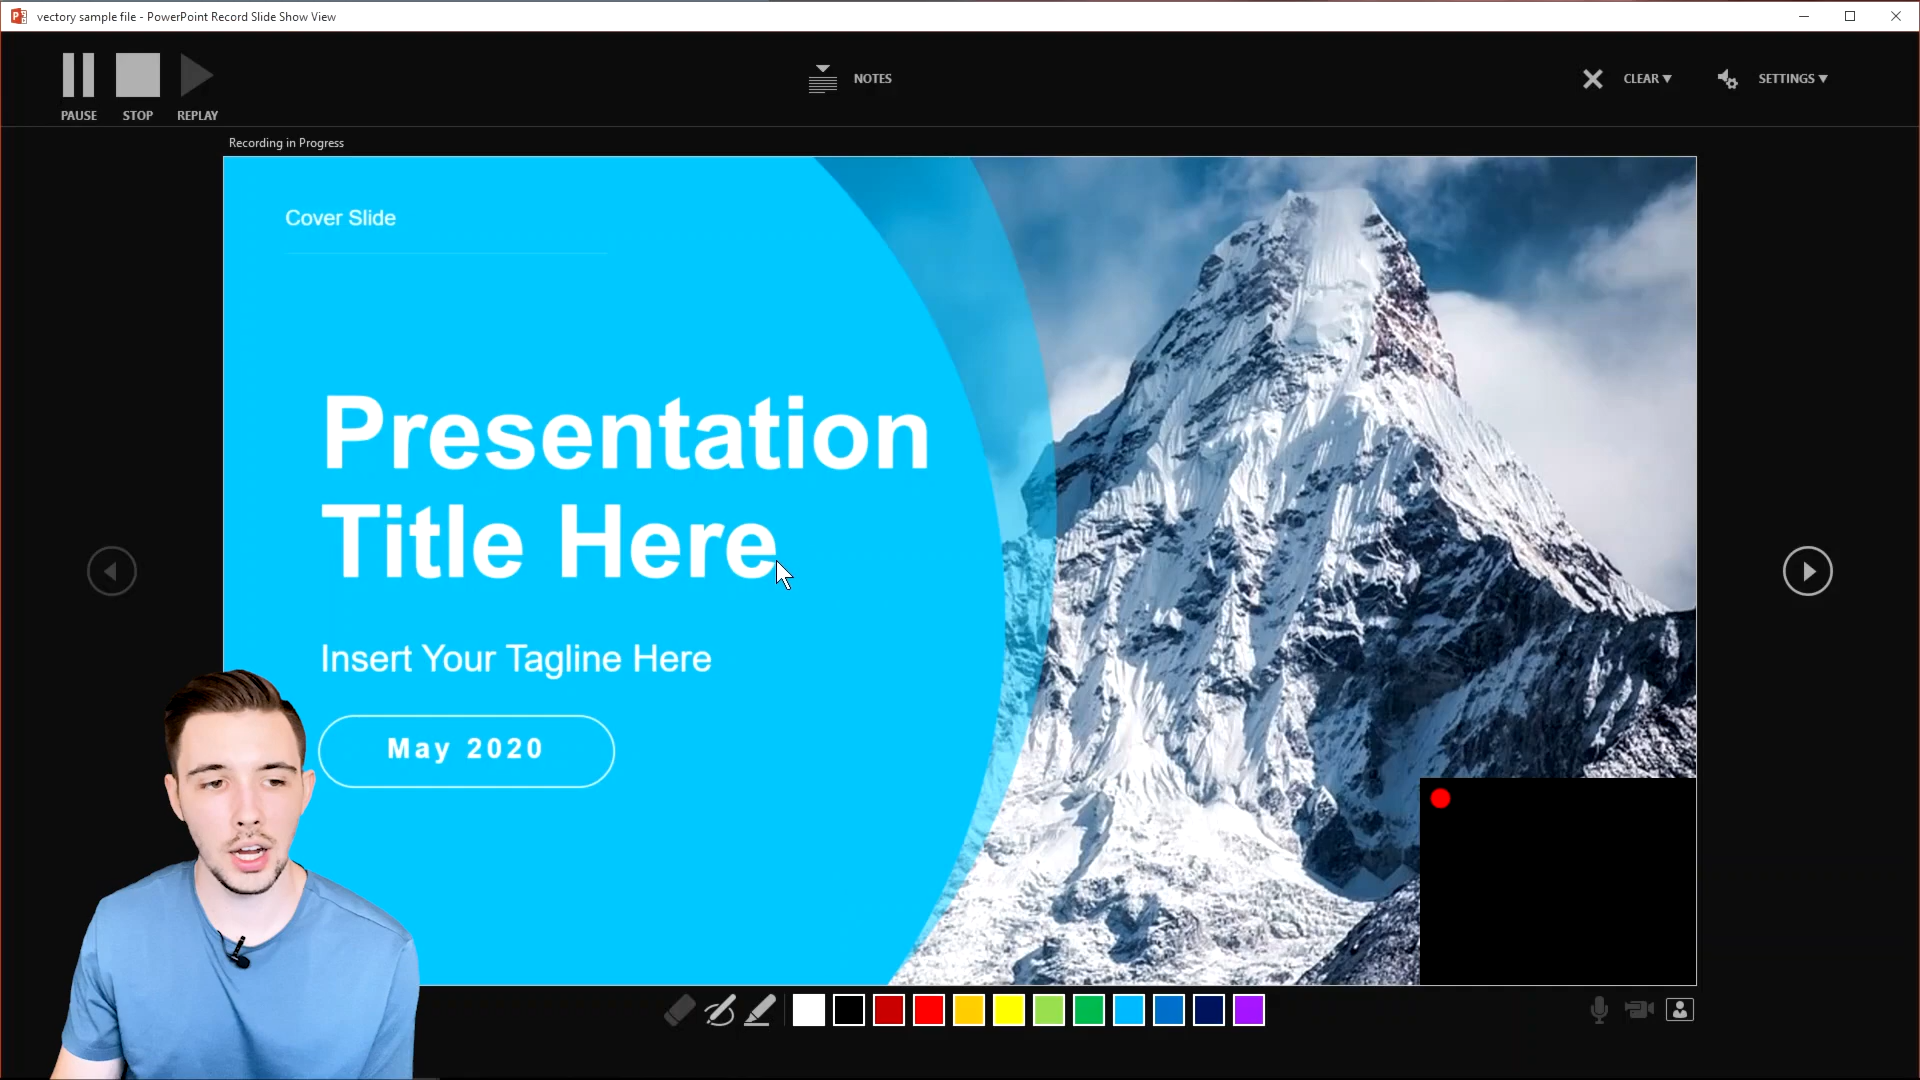 vectory sample file - PowerPoint Record Slide Show View
PAUSE STOP REPLAY
NOTES
CLEAR
SETTINGS
Recording in Progress
Cover Slide
Presentation
Title Here
Insert Your Tagline Here
May 2020